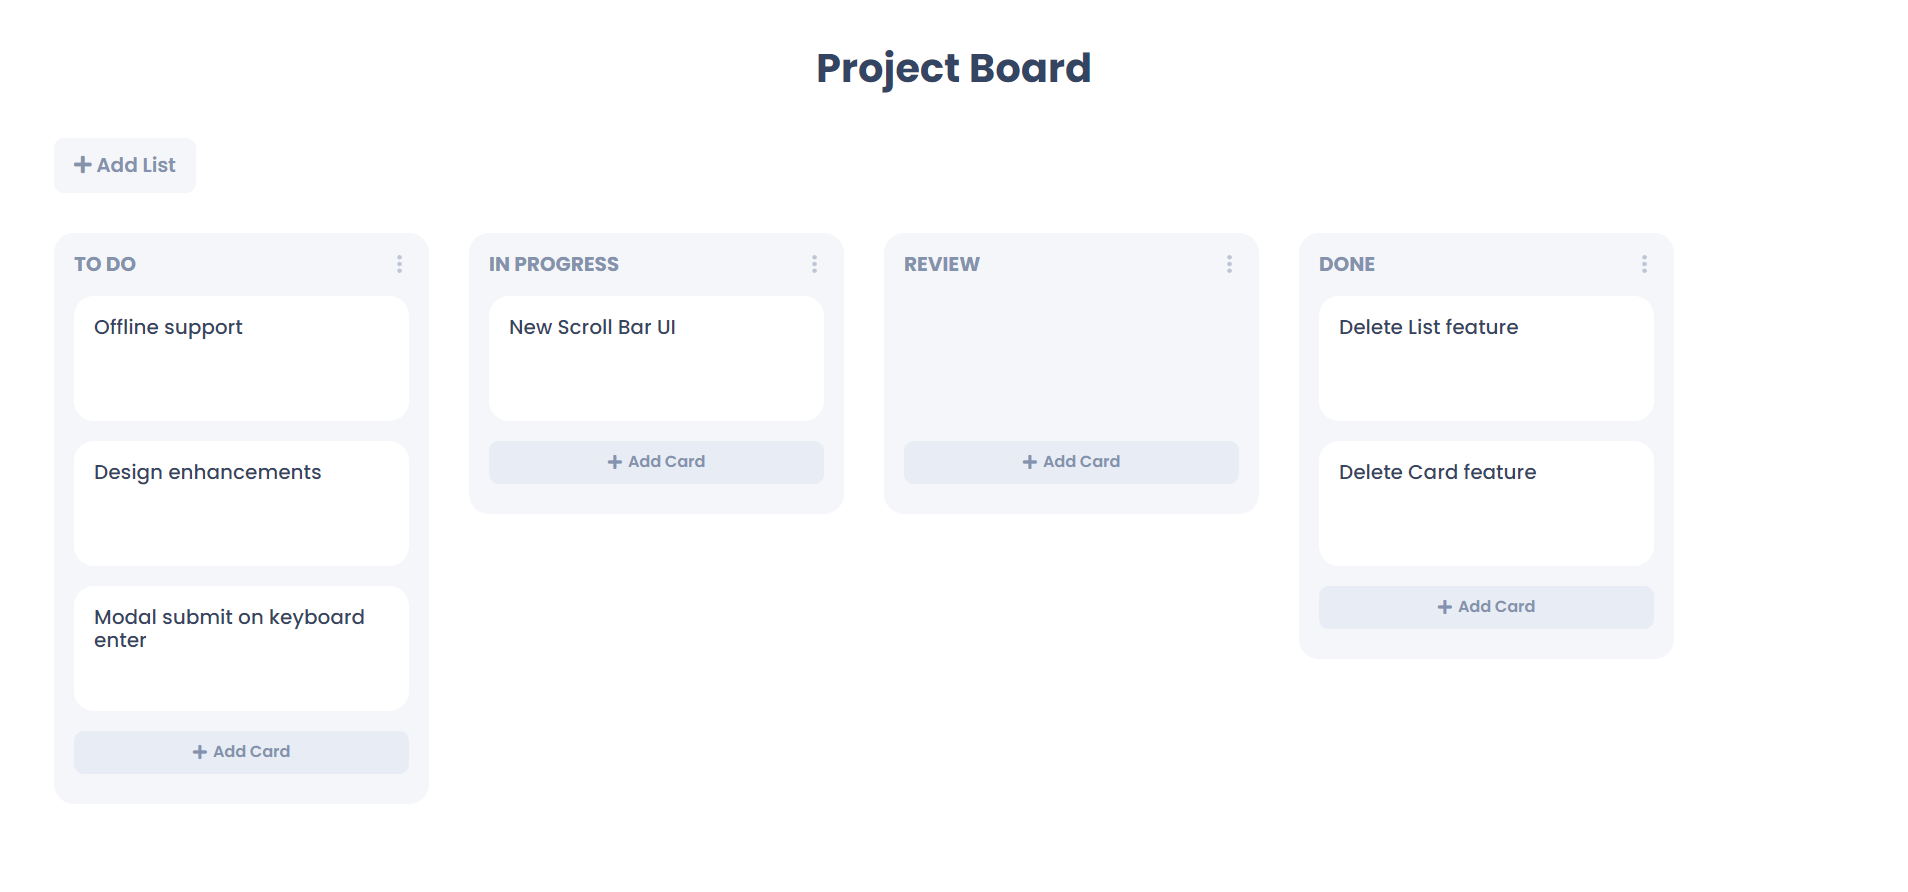 Project Board
Add List
TO DO
Offline support
Design enhancements
Modal submit on keyboard
enter
Add Card
IN PROGRESS
New Scroll Bar UI
Add Card
REVIEW
Add Card
DONE
Delete List feature
Delete Card feature
Add Card